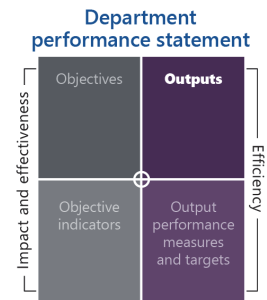 Department
performance statement
Objectives
Outputs
Impact and effectiveness
Efficiency
Objective
indicators
Output
performance
measures
and targets